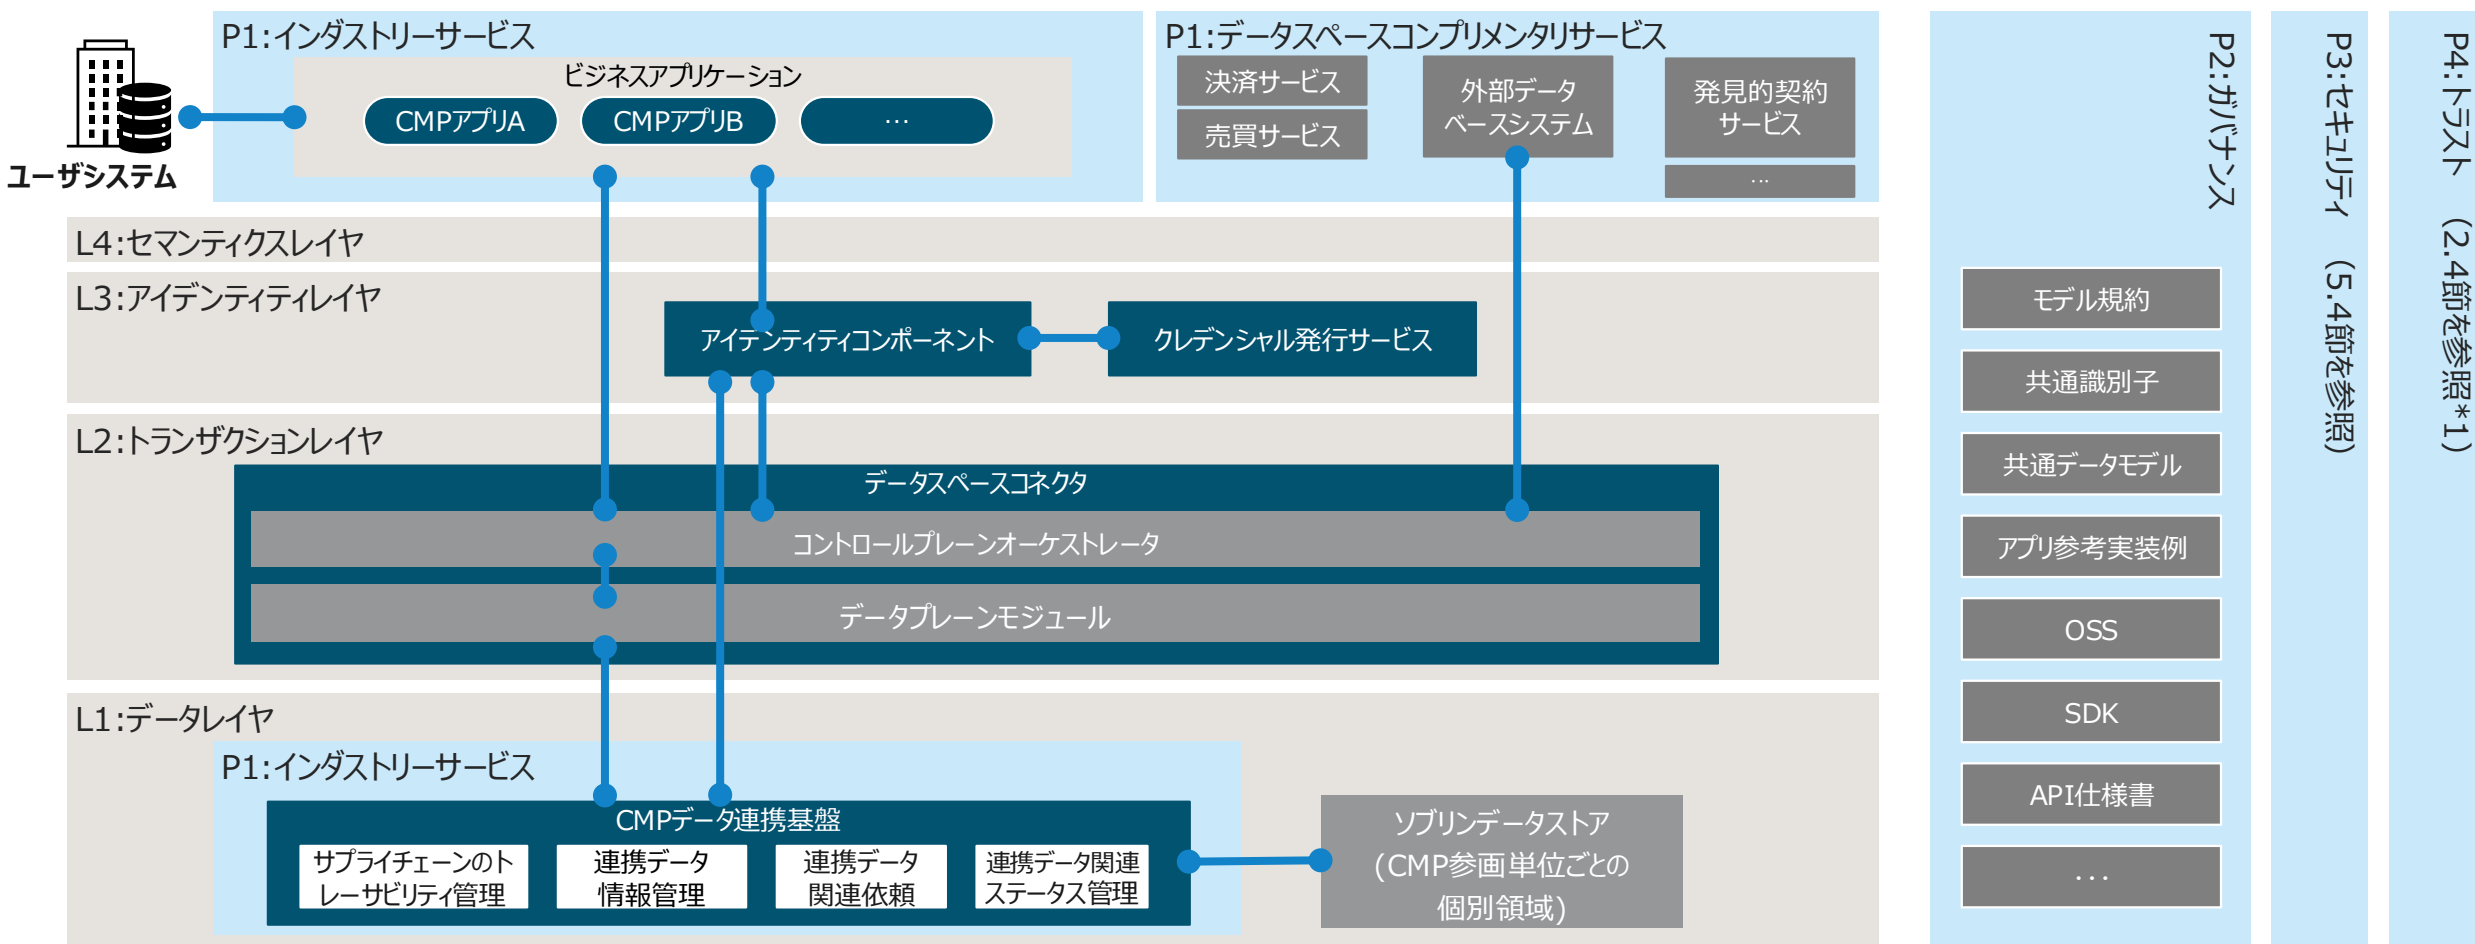 ユーザシステム
P1:インダストリーサービス
ビジネスアプリケーション
CMPアプリA
CMPアプリB
…
P1:データスペースコンプリメンタリサービス
決済サービス
売買サービス
外部データ
ベースシステム
発見的契約
サービス
…
L4:セマンティクスレイヤ
L3:アイデンティティレイヤ
アイデンティティコンポーネント
クレデンシャル発行サービス
L2:トランザクションレイヤ
データスペースコネクタ
コントロールプレーンオーケストレータ
データプレーンモジュール
L1:データレイヤ
P1:インダストリーサービス
CMPデータ連携基盤
サプライチェーンのト
レーサビリティ管理
連携データ
情報管理
連携データ
関連依頼
連携データ関連
ステータス管理
ソブリンデータストア
(CMP参画単位ごとの
個別領域)
P2:ガバナンス
モデル規約
共通識別子
共通データモデル
アプリ参考実装例
OSS
SDK
API仕様書
...
P3:セキュリティ (5.4節を参照)
P4:トラスト (2.4節を参照*1)